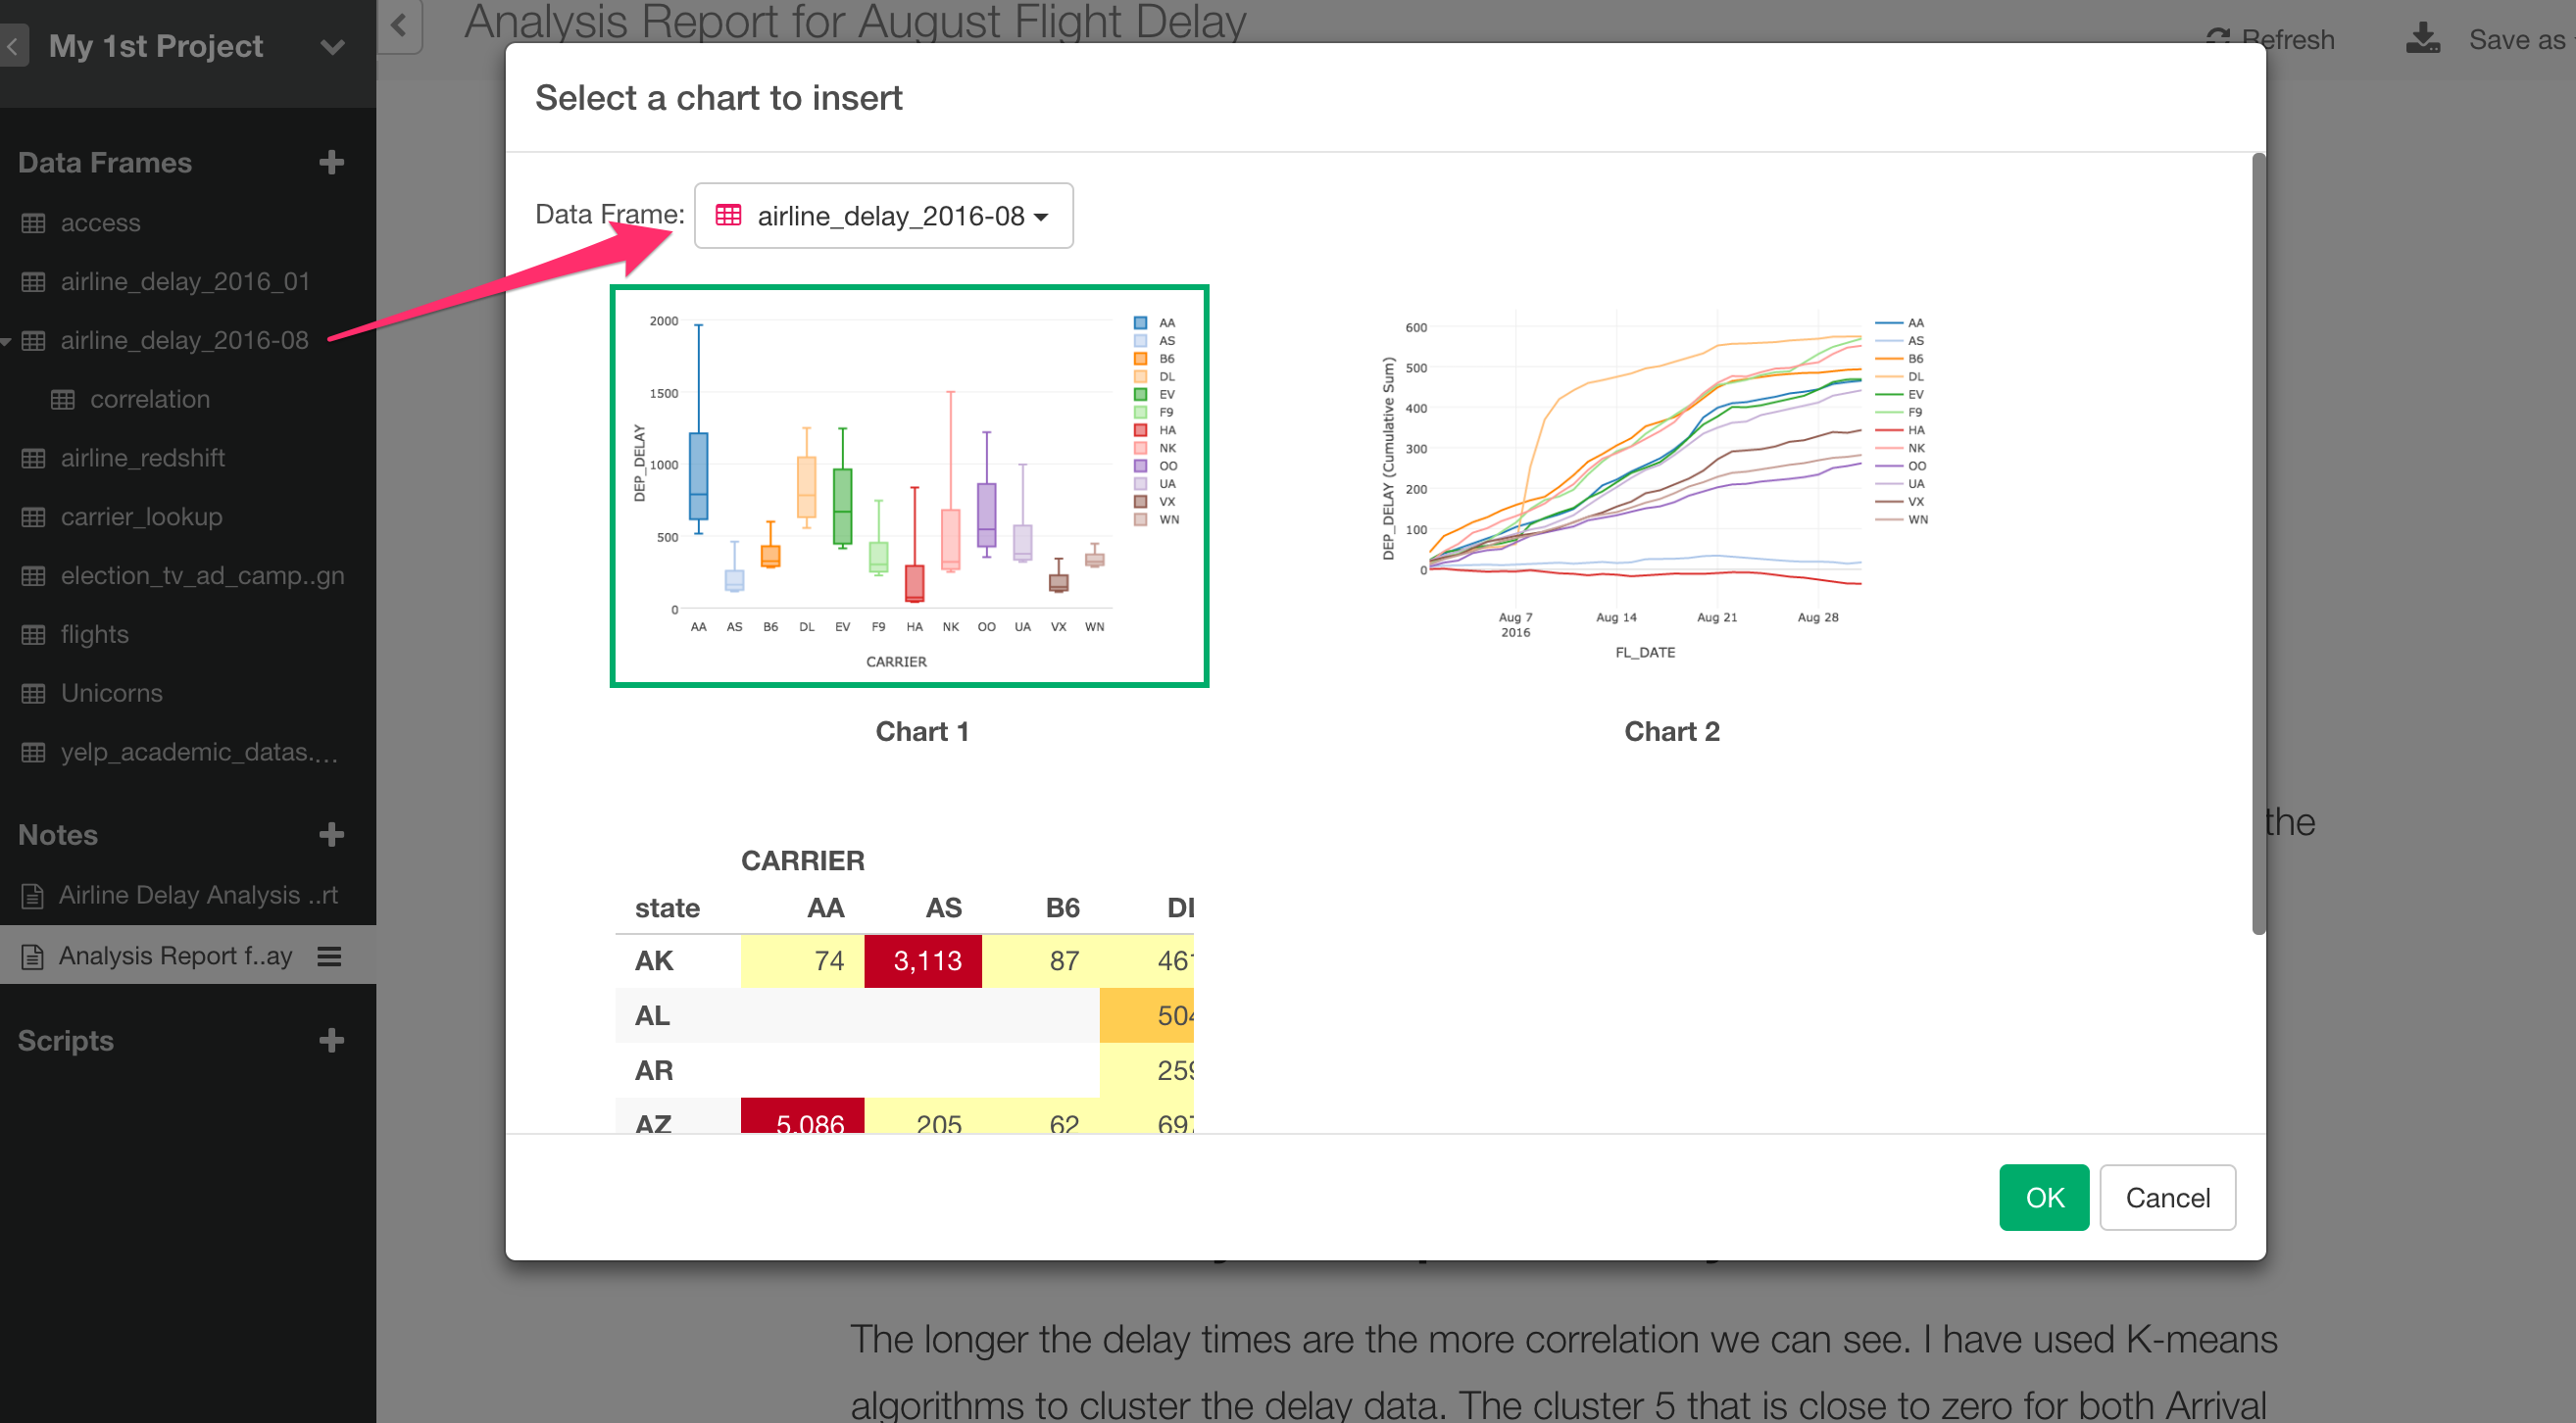 My 1st Project
Data Frames
access
airline_delay_2016_01
airline_delay_2016-08
correlation
airline_redshift
carrier_lookup
election_tv_ad_camp..gn
flights
Unicorns
yelp_academic_datas....
Notes
Airline Delay Analysis ..rt
Analysis Report f..ay
Scripts
Analysis Report for August Flight Delay
Refresh
Save as
Select a chart to insert
Data Frame:
airline_delay_2016-08
2000
1500
1000
500
0
DEP_DELAY
AA AS B6 DL EV F9 HA NK OO UA VX WN
CARRIER
AA
AS
B6
DL
EV
F9
HA
NK
OO
UA
VX
WN
Chart 1
600
500
400
300
200
100
0
DEP_DELAY (Cumulative Sum)
Aug 7 Aug 14 Aug 21 Aug 28
2016
FL_DATE
AA
AS
B6
DL
EV
F9
HA
NK
OO
UA
VX
WN
Chart 2
CARRIER
state AA AS B6
AK 74 3,113 87
AL
AR
AZ 5,086 205 62
OK
Cancel
the
The longer the delay times are the more correlation we can see. I have used K-means
algorithms to cluster the delay data. The cluster 5 that is close to zero for both Arrival